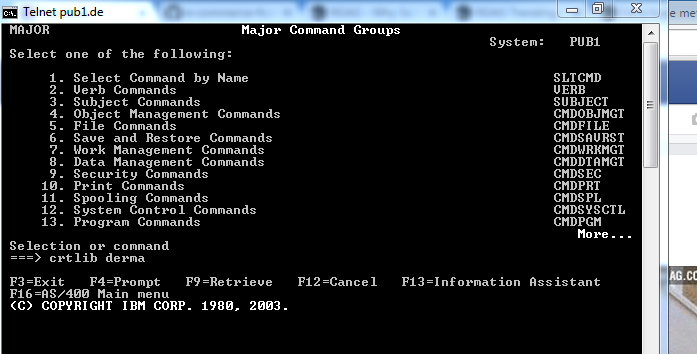 Telnet pub1.de
MAJOR Major Command Groups
System: PUB1
Select one of the following:
1. Select Command by Name SLTCMD
2. Verb Commands VERB
3. Subject Commands SUBJECT
4. Object Management Commands CMDOBJMGT
5. File Commands CMDFILE
6. Save and Restore Commands CMDSAVRST
7. Work Management Commands CMDWRKMGT
8. Data Management Commands CMDDTAMGT
9. Security Commands CMDSEC
10. Print Commands CMDPRT
11. Spooling Commands CMDSPL
12. System Control Commands CMDSYSCTL
13. Program Commands CMDPGM
More...
Selection or command
===> crtlib derma
F3=Exit F4=Prompt F9=Retrieve F12=Cancel F13=Information Assistant
F16=AS/400 Main menu
(C) COPYRIGHT IBM CORP. 1980, 2003.
e me
AG.CO